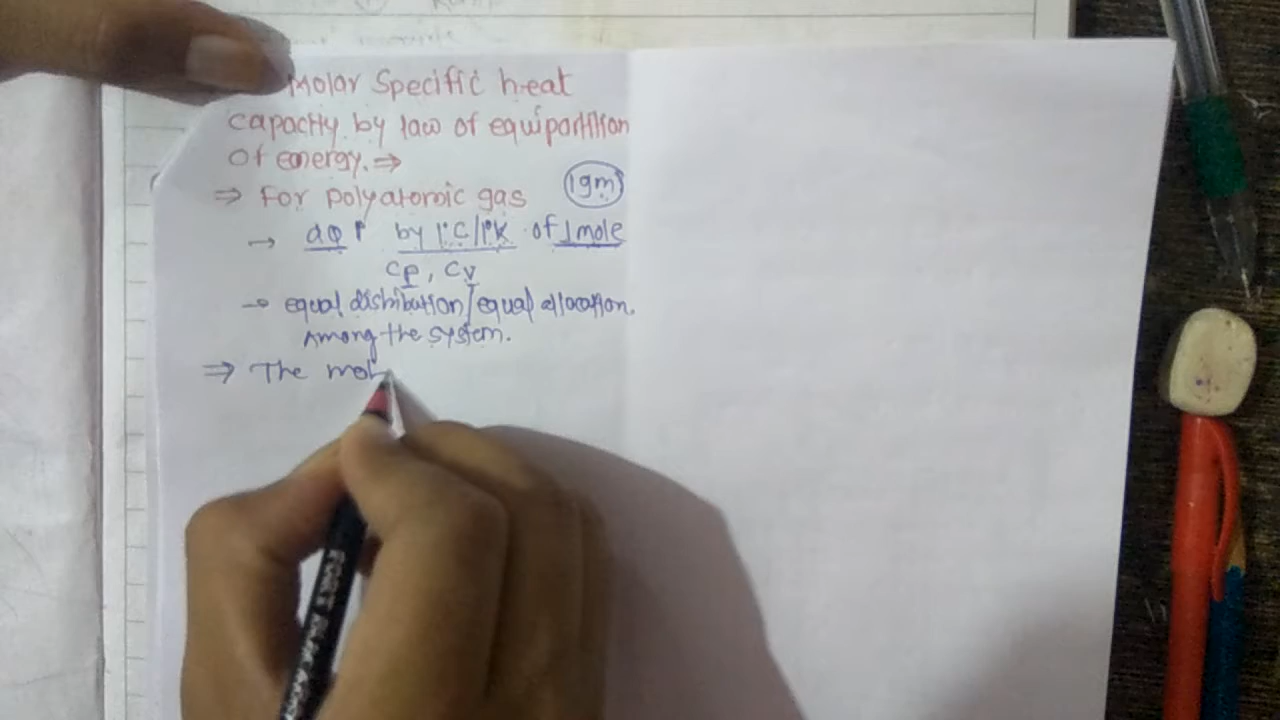 Molar Specific heat
capacity by law of equipartition
of energy. ⇒
⇒ For polyatomic gas
1gm
→ dQ↑ by 1°C/1°K of 1 mole
Cp, Cv
→ equal distribution/equal allocation.
Among the system.
⇒ The mol